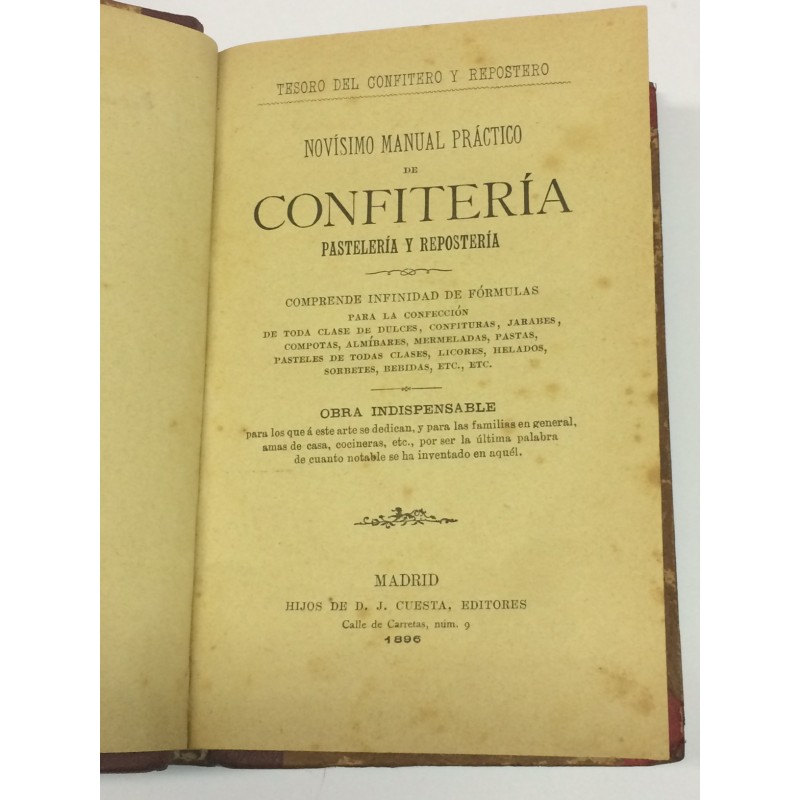 TESORO DEL CONFITERO Y REPOSTERO
NOVÍSIMO MANUAL PRÁCTICO
DE
CONFITERÍA
PASTELERÍA Y REPOSTERÍA
COMPRENDE INFINIDAD DE FÓRMULAS
PARA LA CONFECCIÓN
DE TODA CLASE DE DULCES, CONFITURAS, JARABES,
COMPOTAS, ALMÍBARES, MERMELADAS, PASTAS,
PASTELES DE TODAS CLASES, LICORES, HELADOS,
SORBETES, BEBIDAS, ETC., ETC.
OBRA INDISPENSABLE
para los que á este arte se dedican, y para las familias en general,
amas de casa, cocineras, etc., por ser la última palabra
de cuanto notable se ha inventado en aquél.
MADRID
HIJOS DE D. J. CUESTA, EDITORES
Calle de Carretas, núm. 9
1896